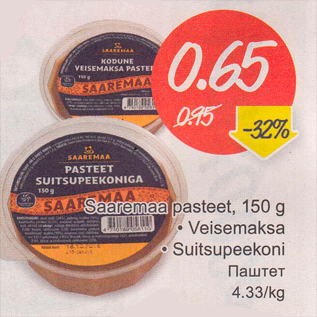 SAAREMAA
KODUNE
VEISEMAKSA PASTEET
150 g
SAAREMAA
0.65
0.95
-32%
SAAREMAA
PASTEET
SUITSUPEEKONIGA
150 g
SAAREMAA
Saaremaa pasteet, 150 g
• Veisemaksa
• Suitsupeekoni
Паштет
4.33/kg